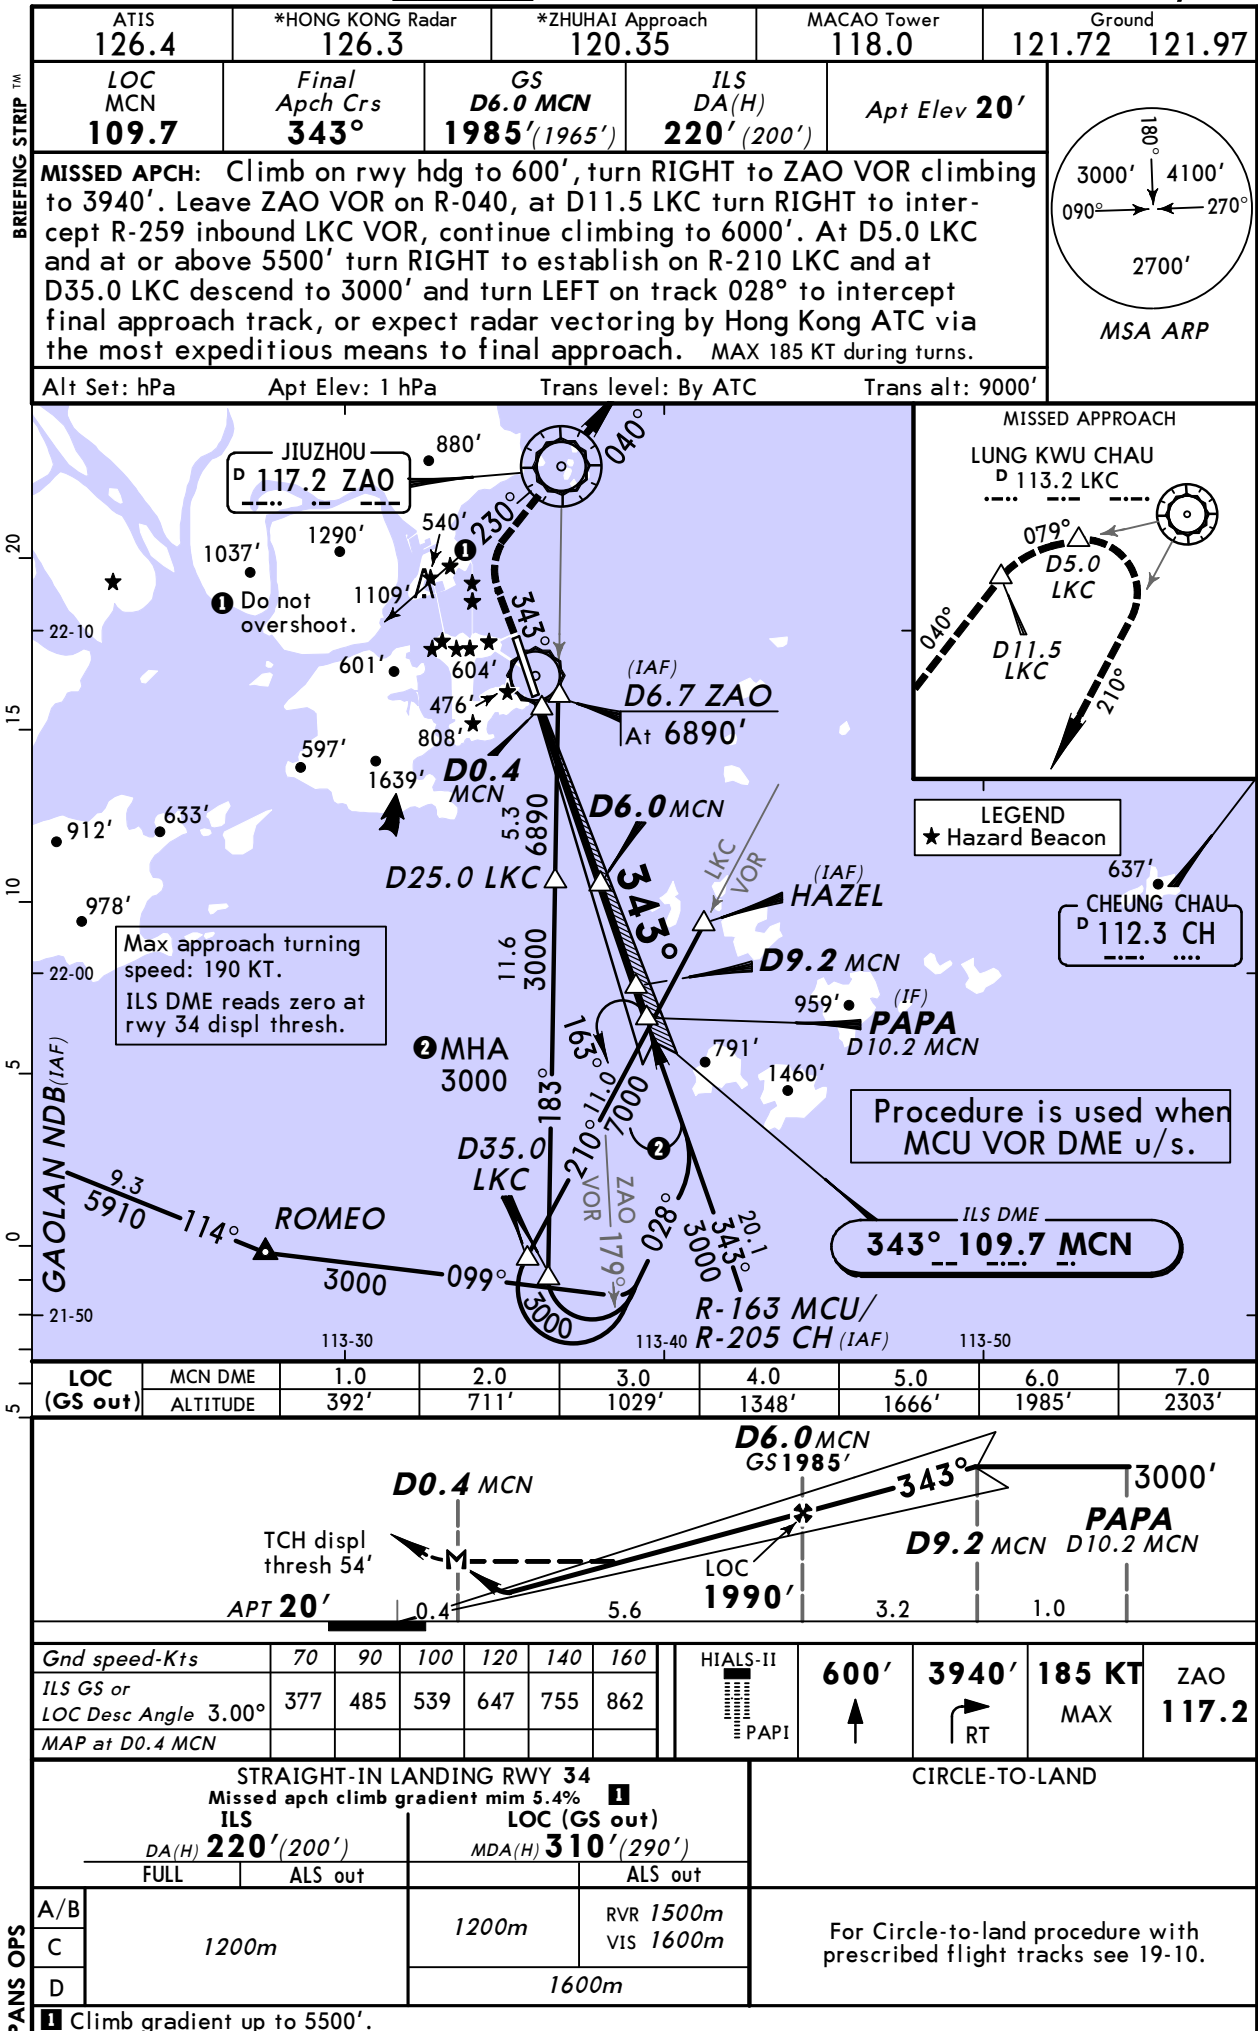 ATIS
126.4
*HONG KONG Radar
126.3
*ZHUHAI Approach
120.35
MACAO Tower
118.0
Ground
121.72 121.97
BRIEFING STRIP ™
LOC
MCN
109.7
Final
Apch Crs
343°
GS
D6.0 MCN
1985'(1965')
ILS
DA(H)
220' (200')
Apt Elev 20'
MISSED APCH: Climb on rwy hdg to 600', turn RIGHT to ZAO VOR climbing
to 3940'. Leave ZAO VOR on R-040, at D11.5 LKC turn RIGHT to inter-
cept R-259 inbound LKC VOR, continue climbing to 6000'. At D5.0 LKC
and at or above 5500' turn RIGHT to establish on R-210 LKC and at
D35.0 LKC descend to 3000' and turn LEFT on track 028° to intercept
final approach track, or expect radar vectoring by Hong Kong ATC via
the most expeditious means to final approach. MAX 185 KT during turns.
180°
3000' 4100'
090° 270°
2700'
MSA ARP
Alt Set: hPa Apt Elev: 1 hPa Trans level: By ATC Trans alt: 9000'
JIUZHOU
D 117.2 ZAO
880'
040°
MISSED APPROACH
LUNG KWU CHAU
D 113.2 LKC
079°
D5.0
LKC
D11.5
LKC
040°
210°
20
1290'
1037'
540'
230°
1
1109'
1 Do not
overshoot.
343°
22-10
601'
604'
476'
808'
(IAF)
D6.7 ZAO
At 6890'
15
597'
1639'
D0.4
MCN
5.3
6890
D6.0 MCN
LEGEND
★ Hazard Beacon
912'
633'
D25.0 LKC
343°
LKC
VOR
(IAF)
HAZEL
637'
CHEUNG CHAU
D 112.3 CH
10
978'
Max approach turning
speed: 190 KT.
ILS DME reads zero at
rwy 34 displ thresh.
11.6
3000
D9.2 MCN
22-00
959'
(IF)
PAPA
D10.2 MCN
2 MHA
3000
163°
791'
1460'
5
183°
11.0
7000
210°
2
Procedure is used when
MCU VOR DME u/s.
GAOLAN NDB(IAF)
D35.0
LKC
ZAO
VOR
179°
028°
9.3
5910
114°
ROMEO
3000
099°
3000
20.1
343°
3000
ILS DME
343° 109.7 MCN
0
R-163 MCU/
R-205 CH (IAF)
21-50
113-30
113-40
113-50
5
LOC
(GS out)
MCN DME 1.0 2.0 3.0 4.0 5.0 6.0 7.0
ALTITUDE 392' 711' 1029' 1348' 1666' 1985' 2303'
D6.0 MCN
GS 1985'
D0.4 MCN
343°
3000'
TCH displ
thresh 54'
M
LOC
1990'
D9.2 MCN
PAPA
D10.2 MCN
APT 20'
0.4 5.6 3.2 1.0
Gnd speed-Kts 70 90 100 120 140 160
ILS GS or
LOC Desc Angle 3.00° 377 485 539 647 755 862
MAP at D0.4 MCN
HIALS-II
PAPI
600'
3940'
RT
185 KT
MAX
ZAO
117.2
STRAIGHT-IN LANDING RWY 34
Missed apch climb gradient mim 5.4% 1
ILS
DA(H) 220'(200')
LOC (GS out)
MDA(H) 310'(290')
FULL ALS out ALS out
CIRCLE-TO-LAND
A/B
C
D
1200m
1200m
RVR 1500m
VIS 1600m
1600m
For Circle-to-land procedure with
prescribed flight tracks see 19-10.
PANS OPS
1 Climb gradient up to 5500'.